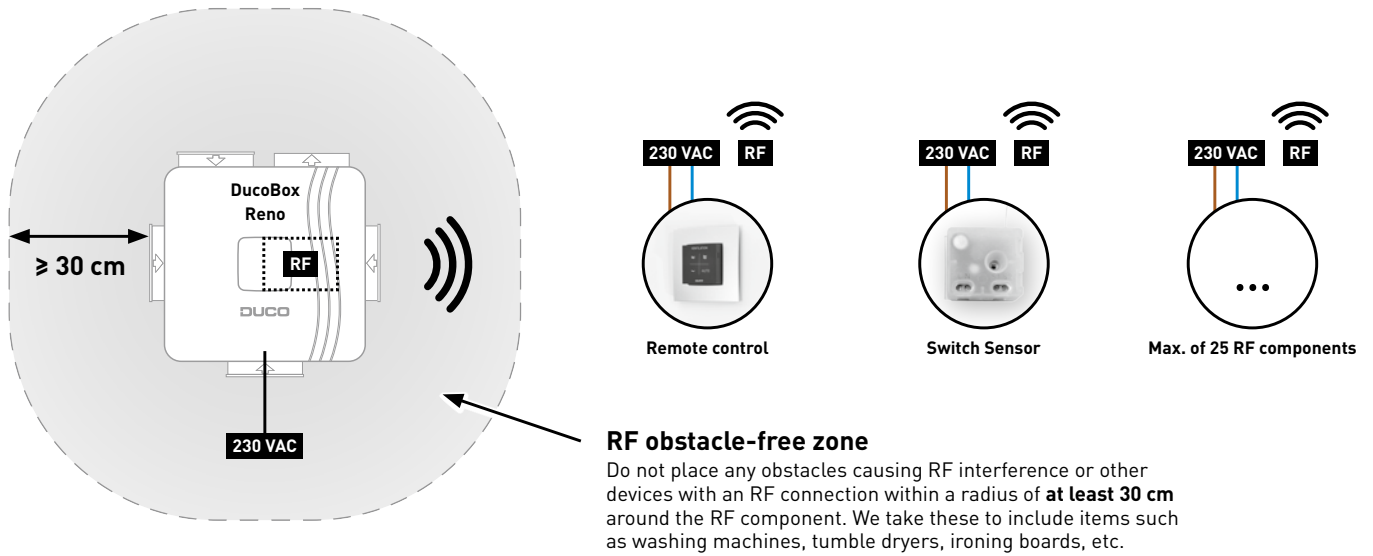 DucoBox
Reno
RF
≥ 30 cm
DUCO
230 VAC
230 VAC RF
Remote control
230 VAC RF
Switch Sensor
230 VAC RF
...
Max. of 25 RF components
RF obstacle-free zone
Do not place any obstacles causing RF interference or other
devices with an RF connection within a radius of at least 30 cm
around the RF component. We take these to include items such
as washing machines, tumble dryers, ironing boards, etc.